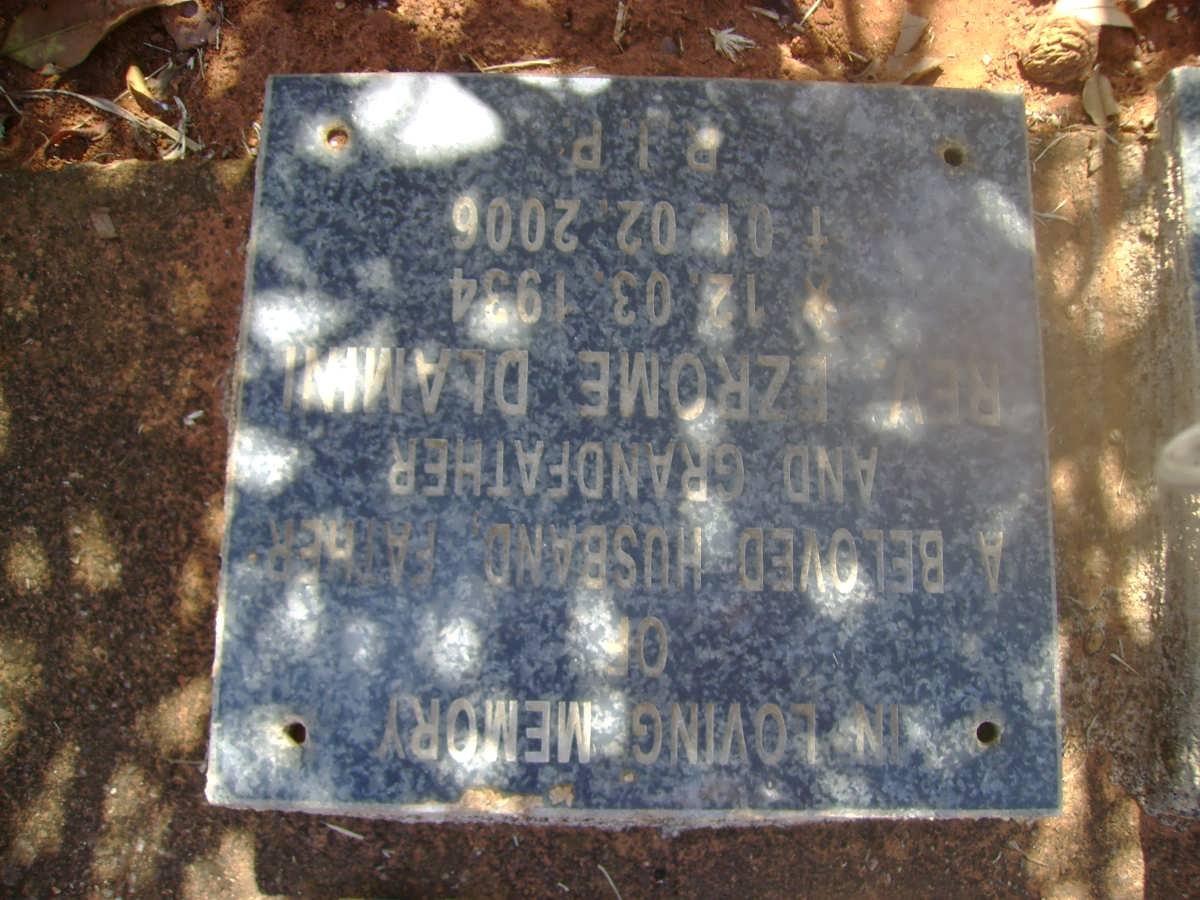 IN LOVING MEMORY
OF
A BELOVED HUSBAND, FATHER
AND GRANDFATHER
REV. EZROME DLAMINI
* 12. 03. 1934
† 01. 02. 2006
R. I. P.